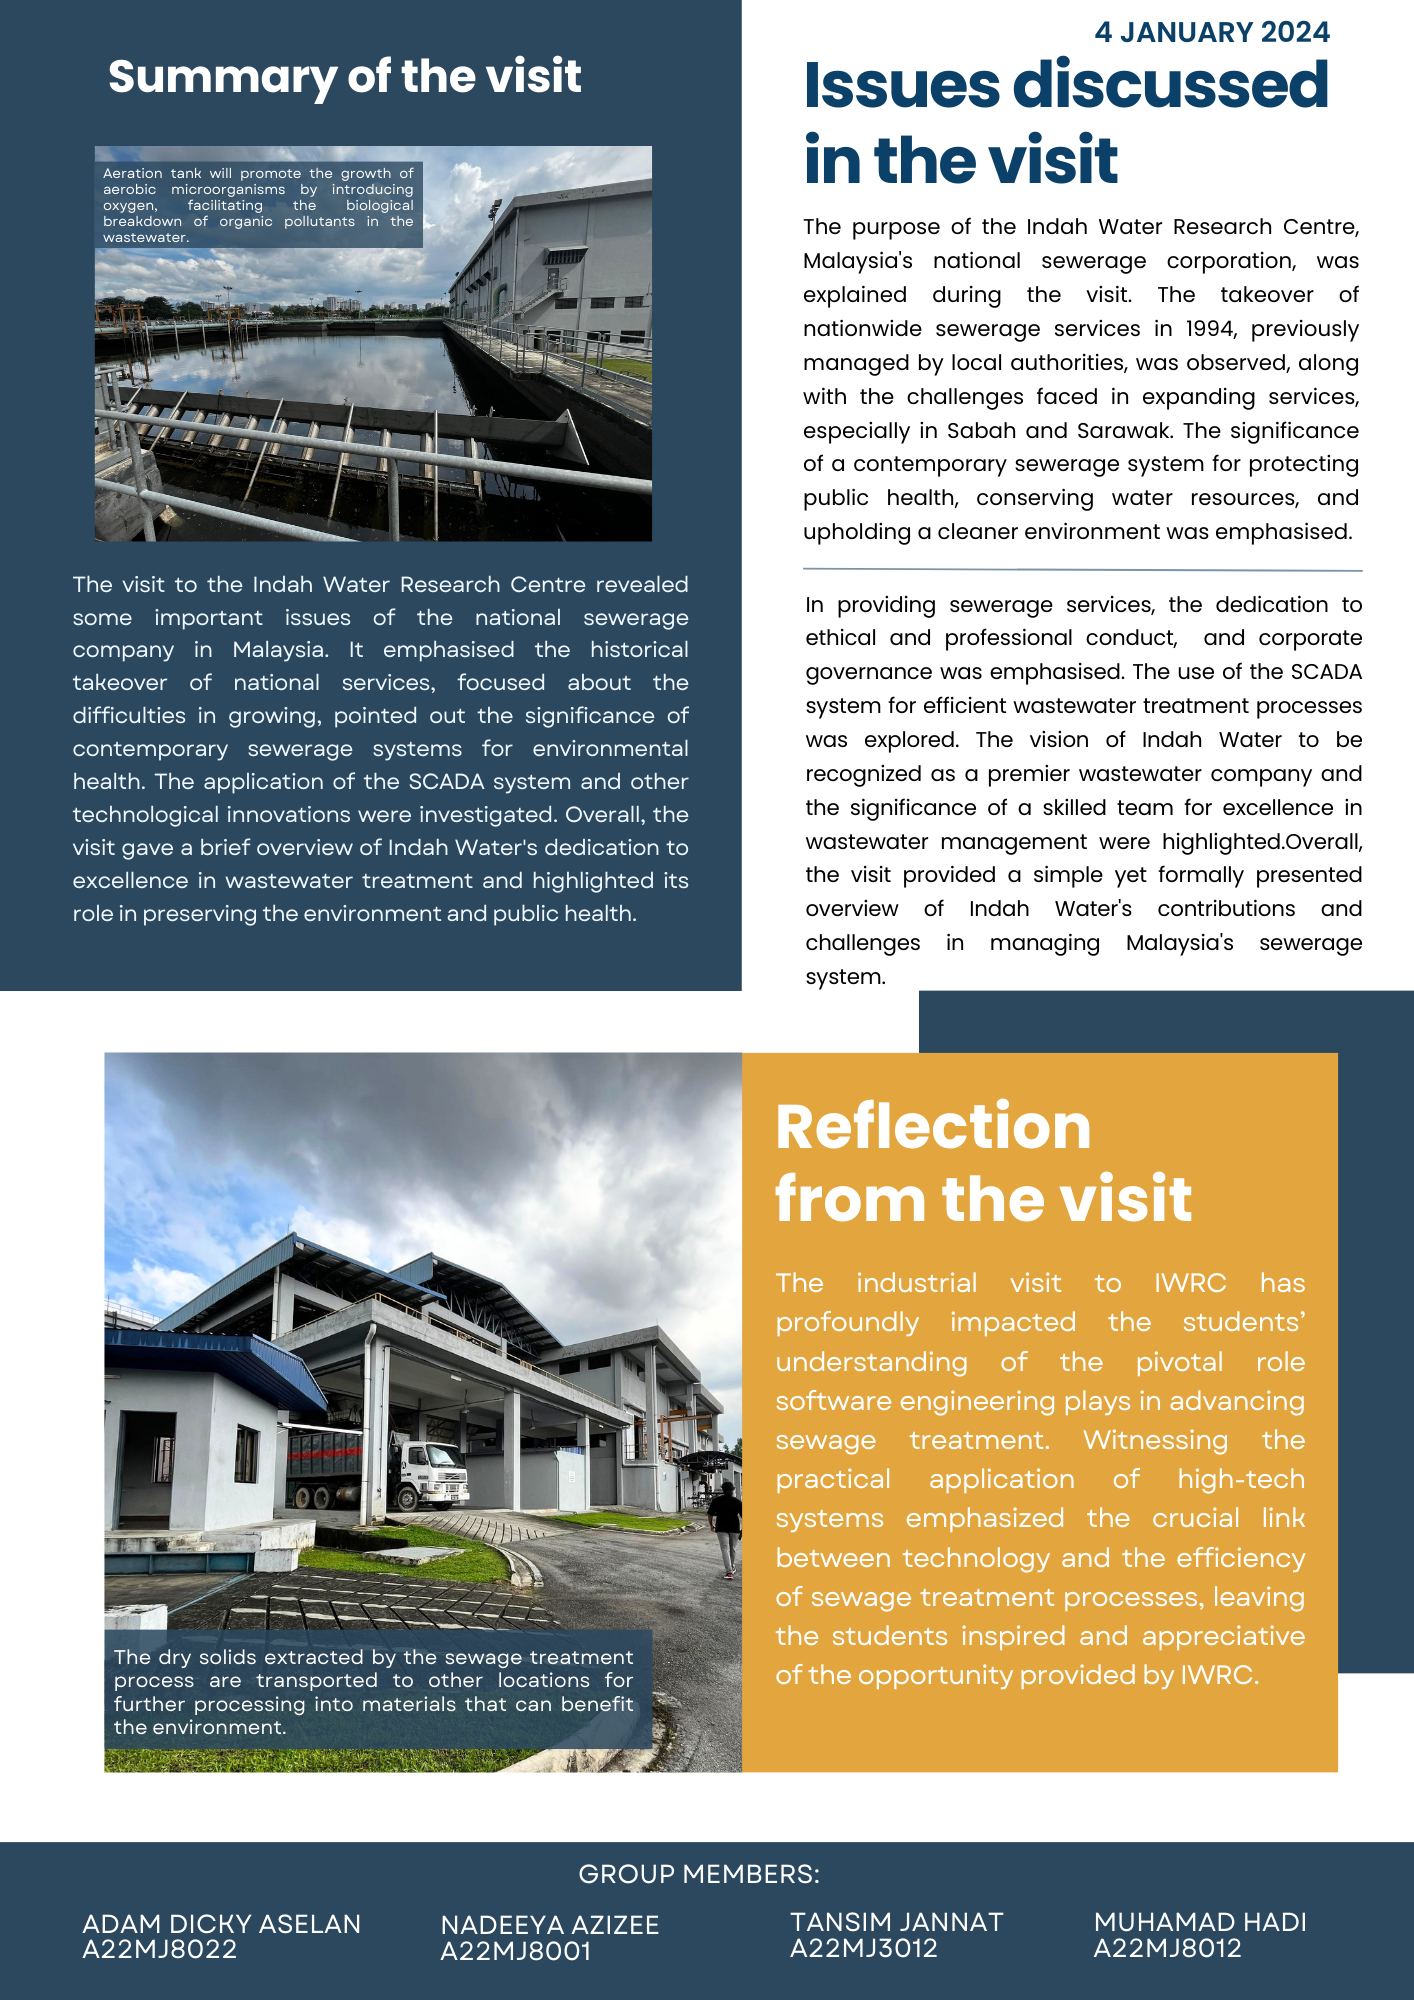 Summary of the visit
Aeration tank will promote the growth of
aerobic microorganisms by introducing
oxygen, facilitating the biological
breakdown of organic pollutants in the
wastewater.
The visit to the Indah Water Research Centre revealed
some important issues of the national sewerage
company in Malaysia. It emphasised the historical
takeover of national services, focused about the
difficulties in growing, pointed out the significance of
contemporary sewerage systems for environmental
health. The application of the SCADA system and other
technological innovations were investigated. Overall, the
visit gave a brief overview of Indah Water's dedication to
excellence in wastewater treatment and highlighted its
role in preserving the environment and public health.
4 JANUARY 2024
Issues discussed
in the visit
The purpose of the Indah Water Research Centre,
Malaysia's national sewerage corporation, was
explained during the visit. The takeover of
nationwide sewerage services in 1994, previously
managed by local authorities, was observed, along
with the challenges faced in expanding services,
especially in Sabah and Sarawak. The significance
of a contemporary sewerage system for protecting
public health, conserving water resources, and
upholding a cleaner environment was emphasised.
In providing sewerage services, the dedication to
ethical and professional conduct, and corporate
governance was emphasised. The use of the SCADA
system for efficient wastewater treatment processes
was explored. The vision of Indah Water to be
recognized as a premier wastewater company and
the significance of a skilled team for excellence in
wastewater management were highlighted.Overall,
the visit provided a simple yet formally presented
overview of Indah Water's contributions and
challenges in managing Malaysia's sewerage
system.
The dry solids extracted by the sewage treatment
process are transported to other locations for
further processing into materials that can benefit
the environment.
Reflection
from the visit
The industrial visit to IWRC has
profoundly impacted the students’
understanding of the pivotal role
software engineering plays in advancing
sewage treatment. Witnessing the
practical application of high-tech
systems emphasized the crucial link
between technology and the efficiency
of sewage treatment processes, leaving
the students inspired and appreciative
of the opportunity provided by IWRC.
GROUP MEMBERS:
ADAM DICKY ASELAN
A22MJ8022
NADEEYA AZIZEE
A22MJ8001
TANSIM JANNAT
A22MJ3012
MUHAMAD HADI
A22MJ8012